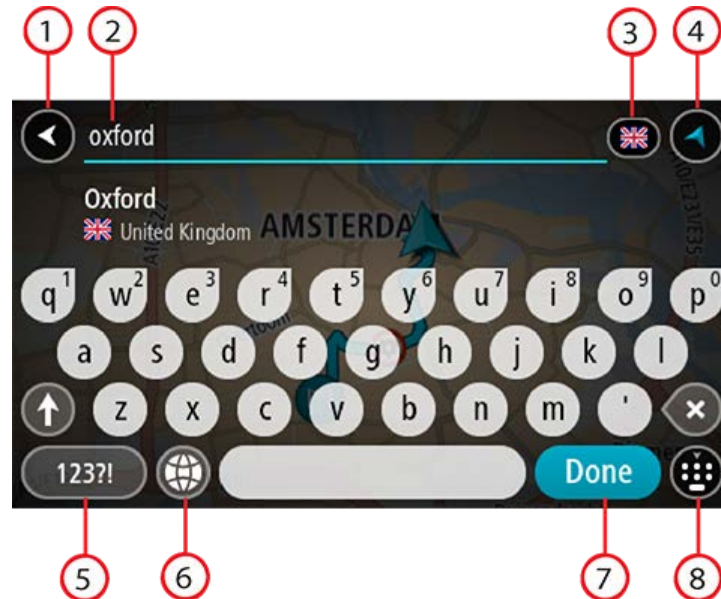 1 2 3 4
oxford
Oxford
United Kingdom
AMSTERDA
q1 w2 e3 r4 t5 y6 u7 i8 o9 p0
a s d f g h j k l
z x c v b n m '
123?! Done
5 6 7 8